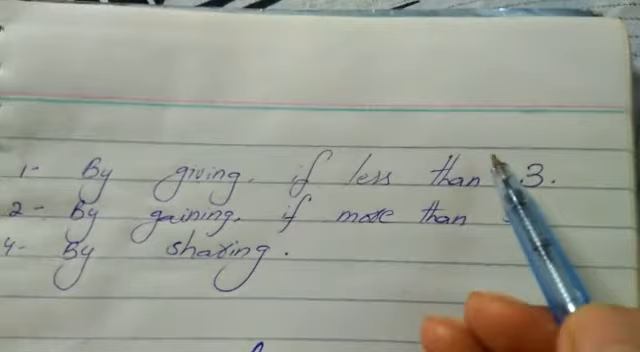 1- By giving. if less than 3.
2- By gaining. if more than
4- By sharing.